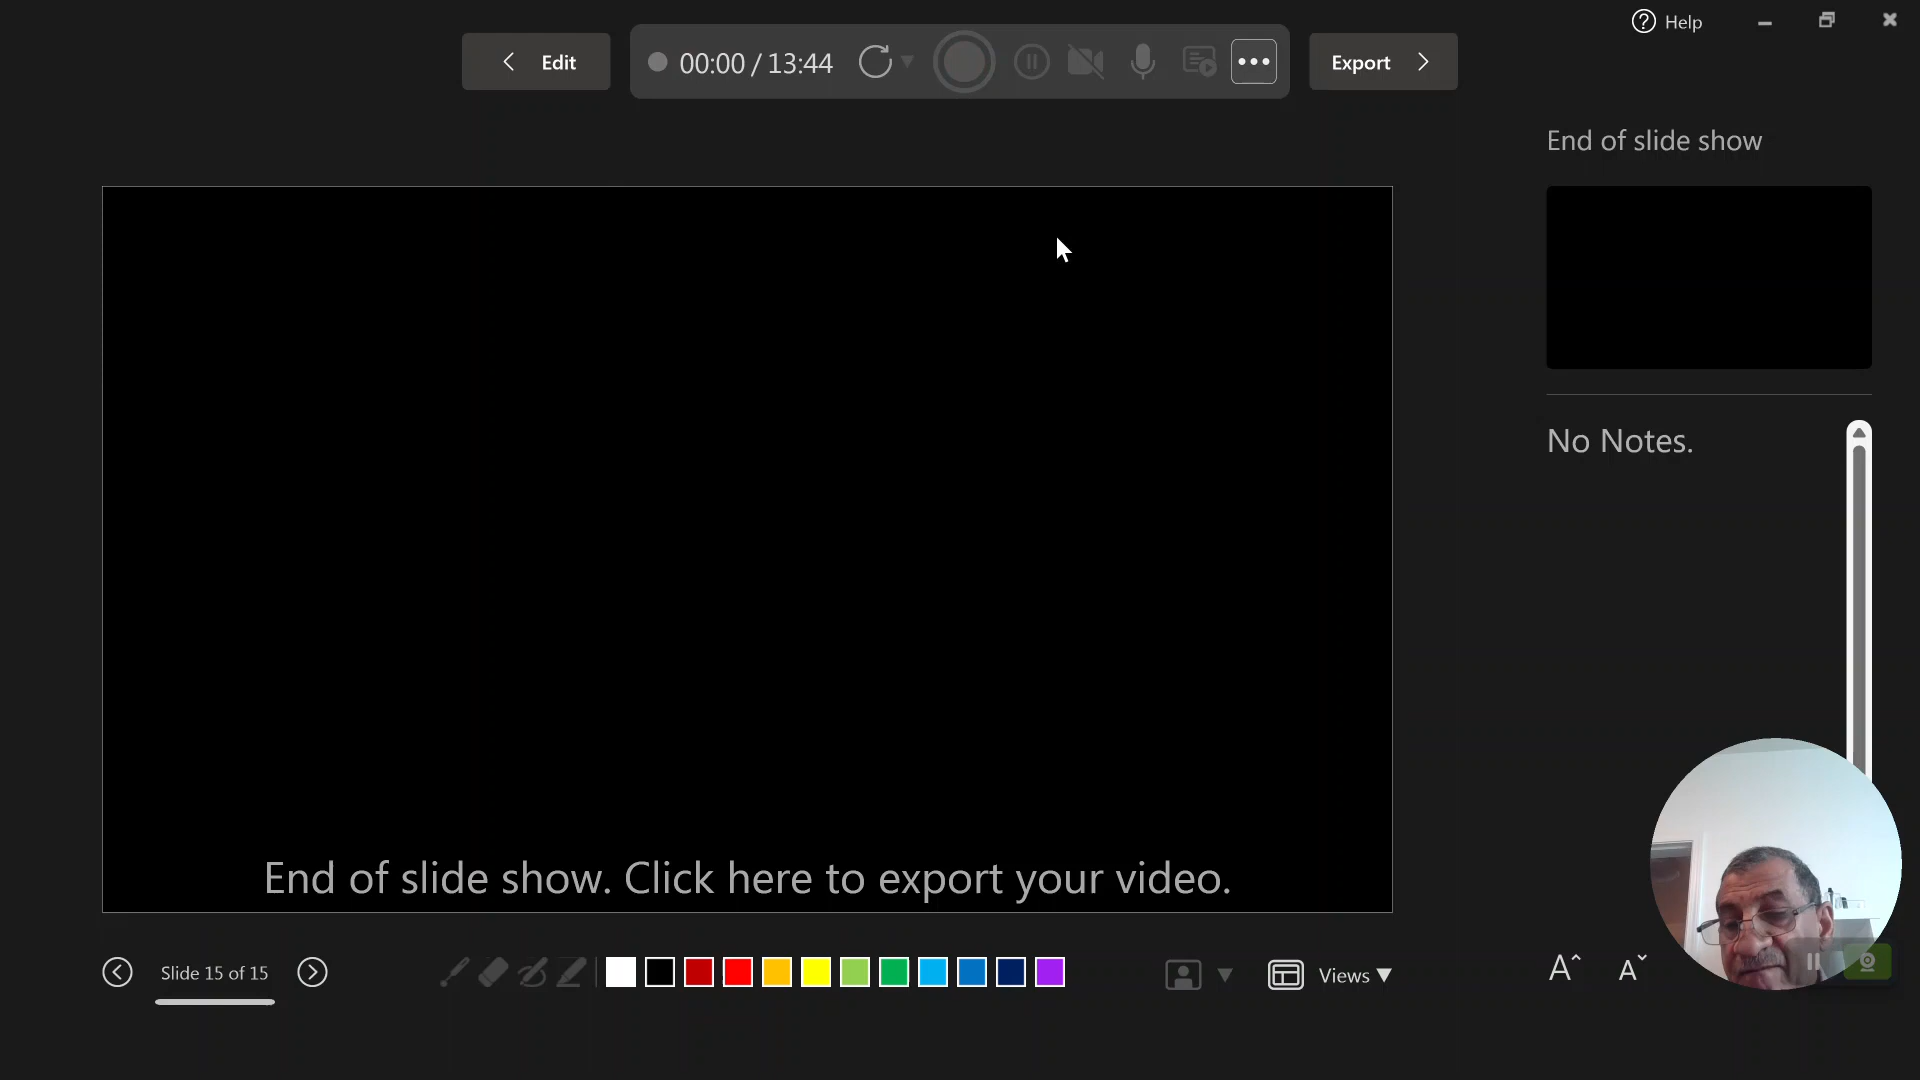 Help
Edit
00:00 / 13:44
Export
End of slide show
No Notes.
End of slide show. Click here to export your video.
Slide 15 of 15
Views
A^
Aˇ